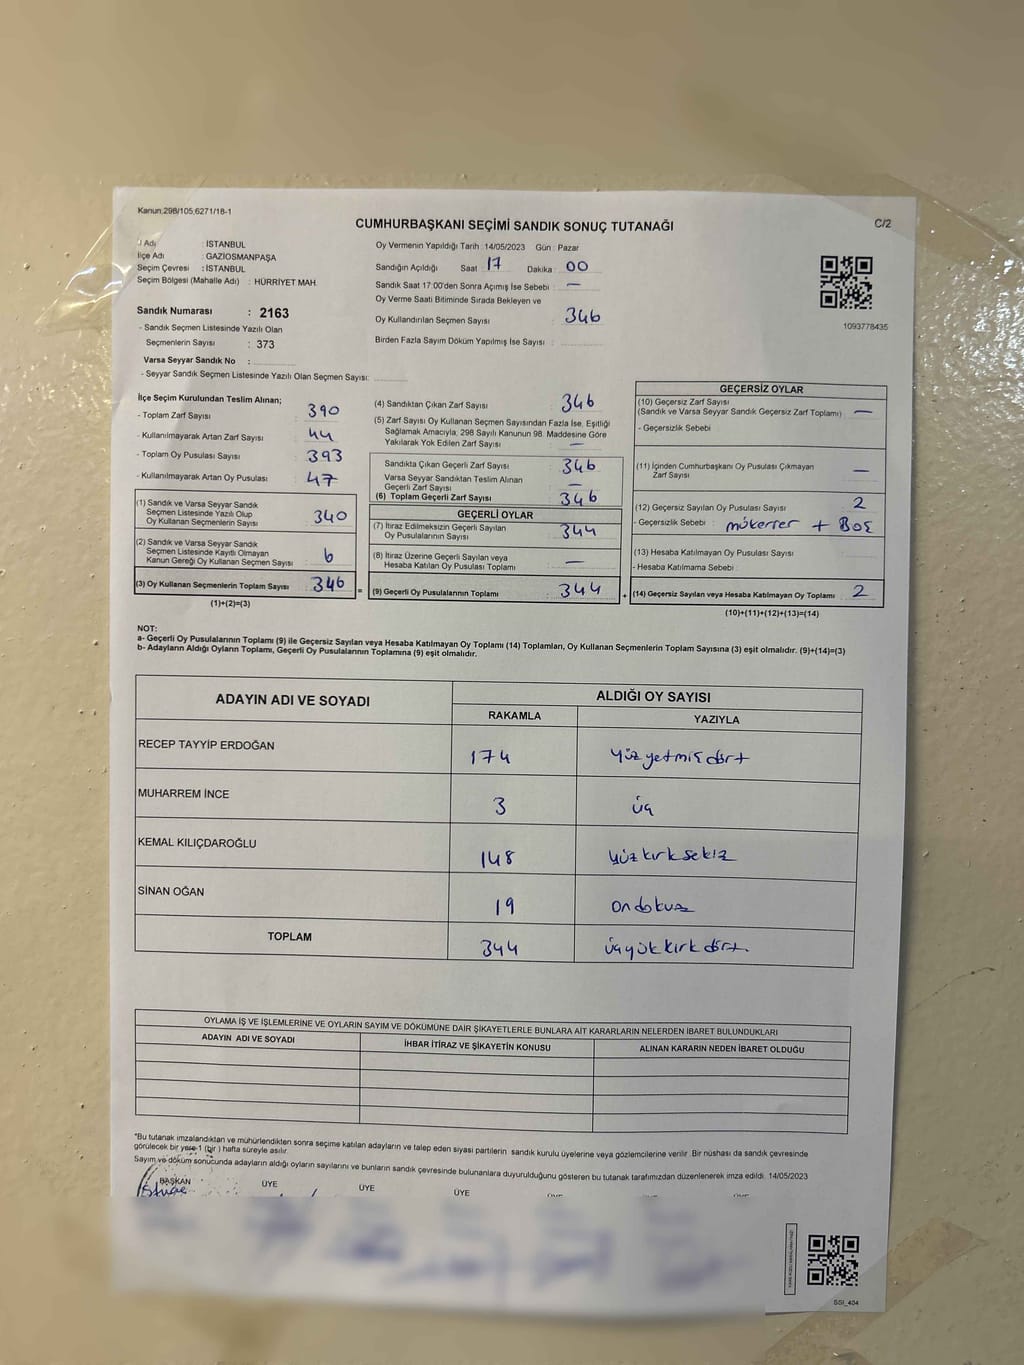 Kanun:298/105;6271/18-1
CUMHURBAŞKANI SEÇİMİ SANDIK SONUÇ TUTANAĞI
C/2
İl Adı : İSTANBUL
İlçe Adı : GAZİOSMANPAŞA
Seçim Çevresi : İSTANBUL
Seçim Bölgesi (Mahalle Adı) : HÜRRİYET MAH.
Sandık Numarası : 2163
- Sandık Seçmen Listesinde Yazılı Olan
Seçmenlerin Sayısı : 373
Varsa Seyyar Sandık No :
- Seyyar Sandık Seçmen Listesinde Yazılı Olan Seçmen Sayısı:
Oy Vermenin Yapıldığı Tarih :14/05/2023 Gün : Pazar
Sandığın Açıldığı Saat 17 Dakika : 00
Sandık Saat 17:00'den Sonra Açımış İse Sebebi : —
Oy Verme Saati Bitiminde Sırada Bekleyen ve
Oy Kullandırılan Seçmen Sayısı : 346
Birden Fazla Sayım Döküm Yapılmış İse Sayısı :
1093778435
İlçe Seçim Kurulundan Teslim Alınan;
- Toplam Zarf Sayısı : 390
- Kullanılmayarak Artan Zarf Sayısı : 44
- Toplam Oy Pusulası Sayısı : 393
- Kullanılmayarak Artan Oy Pusulası : 47
(1) Sandık ve Varsa Seyyar Sandık
Seçmen Listesinde Yazılı Olup
Oy Kullanan Seçmenlerin Sayısı : 340
(2) Sandık ve Varsa Seyyar Sandık
Seçmen Listesinde Kayıtlı Olmayan
Kanun Gereği Oy Kullanan Seçmen Sayısı : 6
(3) Oy Kullanan Seçmenlerin Toplam Sayısı : 346 =
(1)+(2)=(3)
(4) Sandıktan Çıkan Zarf Sayısı : 346
(5) Zarf Sayısı Oy Kullanan Seçmen Sayısından Fazla İse, Eşitliği
Sağlamak Amacıyla, 298 Sayılı Kanunun 98. Maddesine Göre
Yakılarak Yok Edilen Zarf Sayısı : —
Sandıkta Çıkan Geçerli Zarf Sayısı : 346
Varsa Seyyar Sandıktan Teslim Alınan
Geçerli Zarf Sayısı : —
(6) Toplam Geçerli Zarf Sayısı : 346
GEÇERLİ OYLAR
(7) İtiraz Edilmeksizin Geçerli Sayılan
Oy Pusulalarının Sayısı : 344
(8) İtiraz Üzerine Geçerli Sayılan veya
Hesaba Katılan Oy Pusulası Toplamı : —
(9) Geçerli Oy Pusulalarının Toplamı : 344 +
GEÇERSİZ OYLAR
(10) Geçersiz Zarf Sayısı
(Sandık ve Varsa Seyyar Sandık Geçersiz Zarf Toplamı) : —
- Geçersizlik Sebebi :
(11) İçinden Cumhurbaşkanı Oy Pusulası Çıkmayan
Zarf Sayısı : —
(12) Geçersiz Sayılan Oy Pusulası Sayısı : 2
- Geçersizlik Sebebi : mükerrer + Boş
(13) Hesaba Katılmayan Oy Pusulası Sayısı :
- Hesaba Katılmama Sebebi :
(14) Geçersiz Sayılan veya Hesaba Katılmayan Oy Toplamı : 2
(10)+(11)+(12)+(13)=(14)
NOT:
a- Geçerli Oy Pusulalarının Toplamı (9) ile Geçersiz Sayılan veya Hesaba Katılmayan Oy Toplamı (14) Toplamları, Oy Kullanan Seçmenlerin Toplam Sayısına (3) eşit olmalıdır. (9)+(14)=(3)
b- Adayların Aldığı Oyların Toplamı, Geçerli Oy Pusulalarının Toplamına (9) eşit olmalıdır.
ADAYIN ADI VE SOYADI
ALDIĞI OY SAYISI
RAKAMLA YAZIYLA
RECEP TAYYİP ERDOĞAN 174 Yüzyetmişdört
MUHARREM İNCE 3 üç
KEMAL KILIÇDAROĞLU 148 yüzkırksekiz
SİNAN OĞAN 19 ondokuz
TOPLAM 344 üçyükkırkdört
OYLAMA İŞ VE İŞLEMLERİNE VE OYLARIN SAYIM VE DÖKÜMÜNE DAİR ŞİKAYETLERLE BUNLARA AİT KARARLARIN NELERDEN İBARET BULUNDUKLARI
ADAYIN ADI VE SOYADI İHBAR İTİRAZ VE ŞİKAYETİN KONUSU ALINAN KARARIN NEDEN İBARET OLDUĞU
*Bu tutanak imzalandıktan ve mühürlendikten sonra seçime katılan adayların ve talep eden siyasi partilerin sandık kurulu üyelerine veya gözlemcilerine verilir .Bir nüshası da sandık çevresinde
görülecek bir yere 1 (bir ) hafta süreyle asılır.
Sayım ve döküm sonucunda adayların aldığı oyların sayılarını ve bunların sandık çevresinde bulunanlara duyurulduğunu gösteren bu tutanak tarafımızdan düzenlenerek imza edildi. 14/05/2023
BAŞKAN ÜYE ÜYE ÜYE
SSİ_404